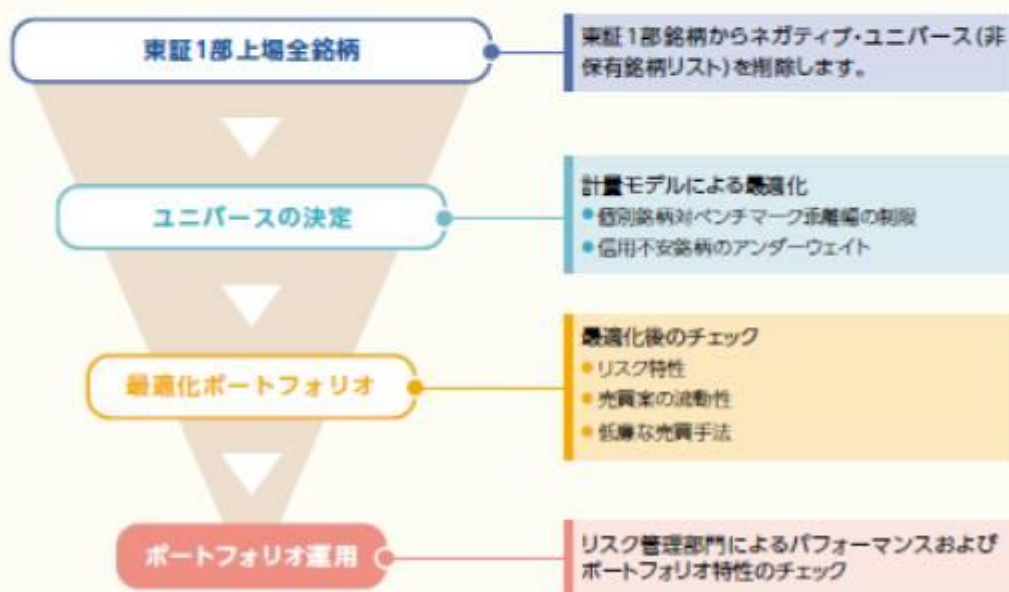 東証1部上場全銘柄
東証1部銘柄からネガティブ・ユニバース(非
保有銘柄リスト)を削除します。
ユニバースの決定
計量モデルによる最適化
●個別銘柄対ベンチマーク乖離幅の制限
●信用不安銘柄のアンダーウェイト
最適化ポートフォリオ
最適化後のチェック
●リスク特性
●売買案の流動性
●低廉な売買手法
ポートフォリオ運用
リスク管理部門によるパフォーマンスおよび
ポートフォリオ特性のチェック